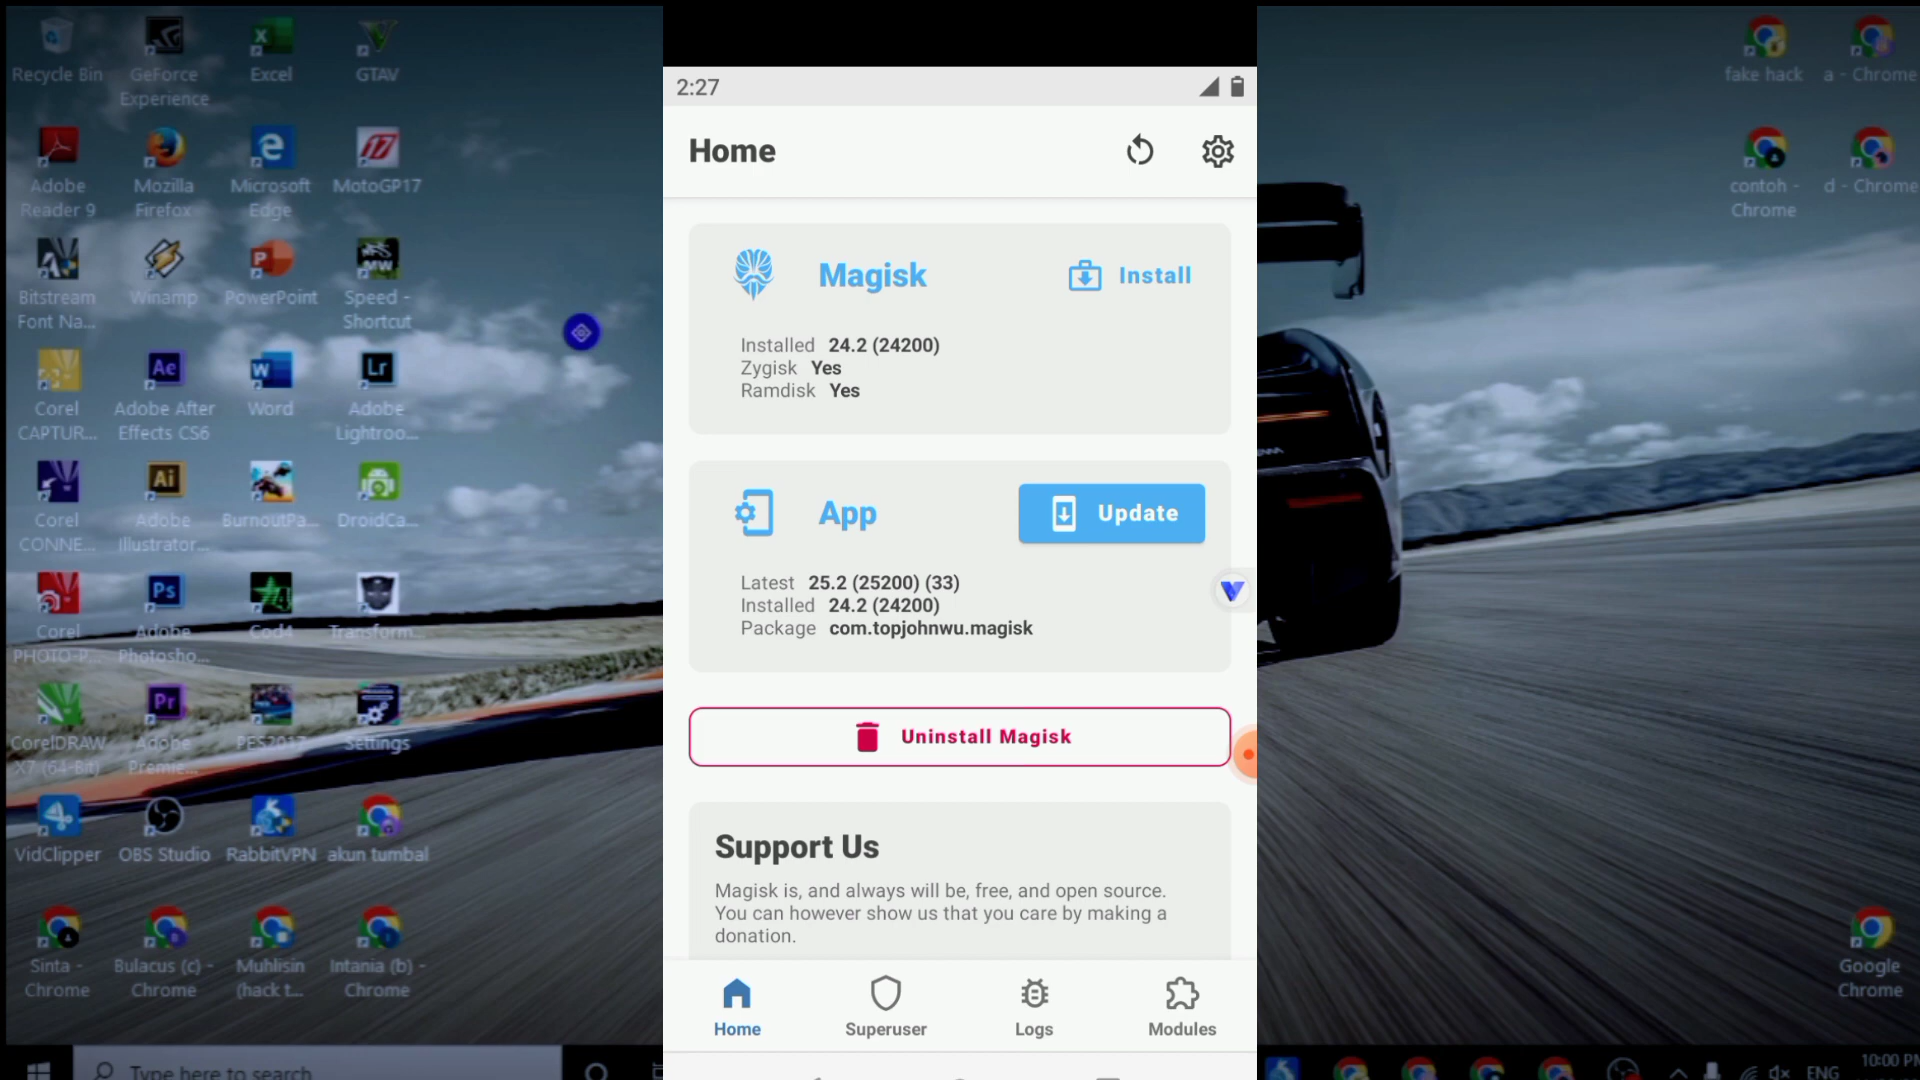 Recycle Bin
GeForce
Experience
Excel
GTAV
Adobe
Reader 9
Mozilla
Firefox
Microsoft
Edge
MotoGP17
Bitstream
Font Na...
Winamp
PowerPoint
Speed -
Shortcut
Corel
CAPTUR...
Adobe After
Effects CS6
Word
Adobe
Lightroo...
Corel
CONNE...
Adobe
Illustrator...
BurnoutPa...
DroidCa...
Corel
PHOTO-P...
Adobe
Photosho...
Cod4
Transform...
CorelDRAW
X7 (64-Bit)
Adobe
Premie...
PES2017
Settings
VidClipper
OBS Studio
RabbitVPN
akun tumbal
Sinta -
Chrome
Bulacus (c) -
Chrome
Muhlisin
(hack t...
Intania (b) -
Chrome
Type here to search
2:27
Home
Magisk
Install
Installed 24.2 (24200)
Zygisk Yes
Ramdisk Yes
App
Update
Latest 25.2 (25200) (33)
Installed 24.2 (24200)
Package com.topjohnwu.magisk
Uninstall Magisk
Support Us
Magisk is, and always will be, free, and open source.
You can however show us that you care by making a
donation.
Home
Superuser
Logs
Modules
fake hack
a - Chrome
contoh -
Chrome
d - Chrome
Google
Chrome
ENG
10:00 PM